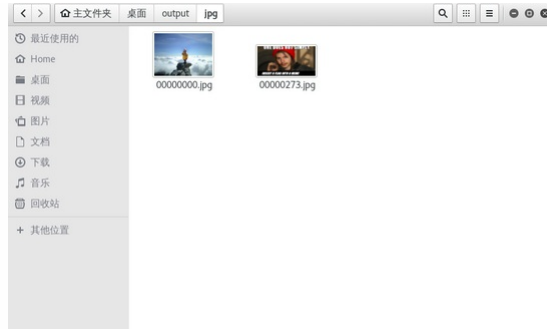 主文件夹 桌面 output jpg
最近使用的
Home
桌面
视频
图片
文档
下载
音乐
回收站
其他位置
00000000.jpg 00000273.jpg